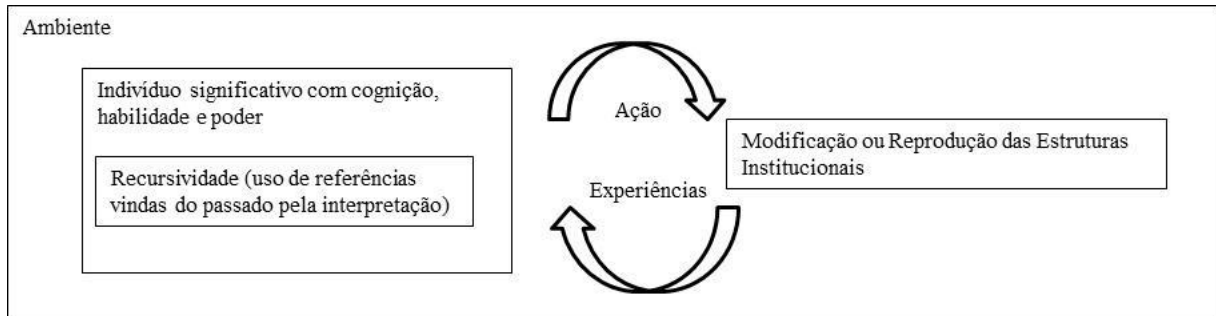 Ambiente
Indivíduo significativo com cognição,
habilidade e poder
Recursividade (uso de referências
vindas do passado pela interpretação)
Ação
Experiências
Modificação ou Reprodução das Estruturas
Institucionais